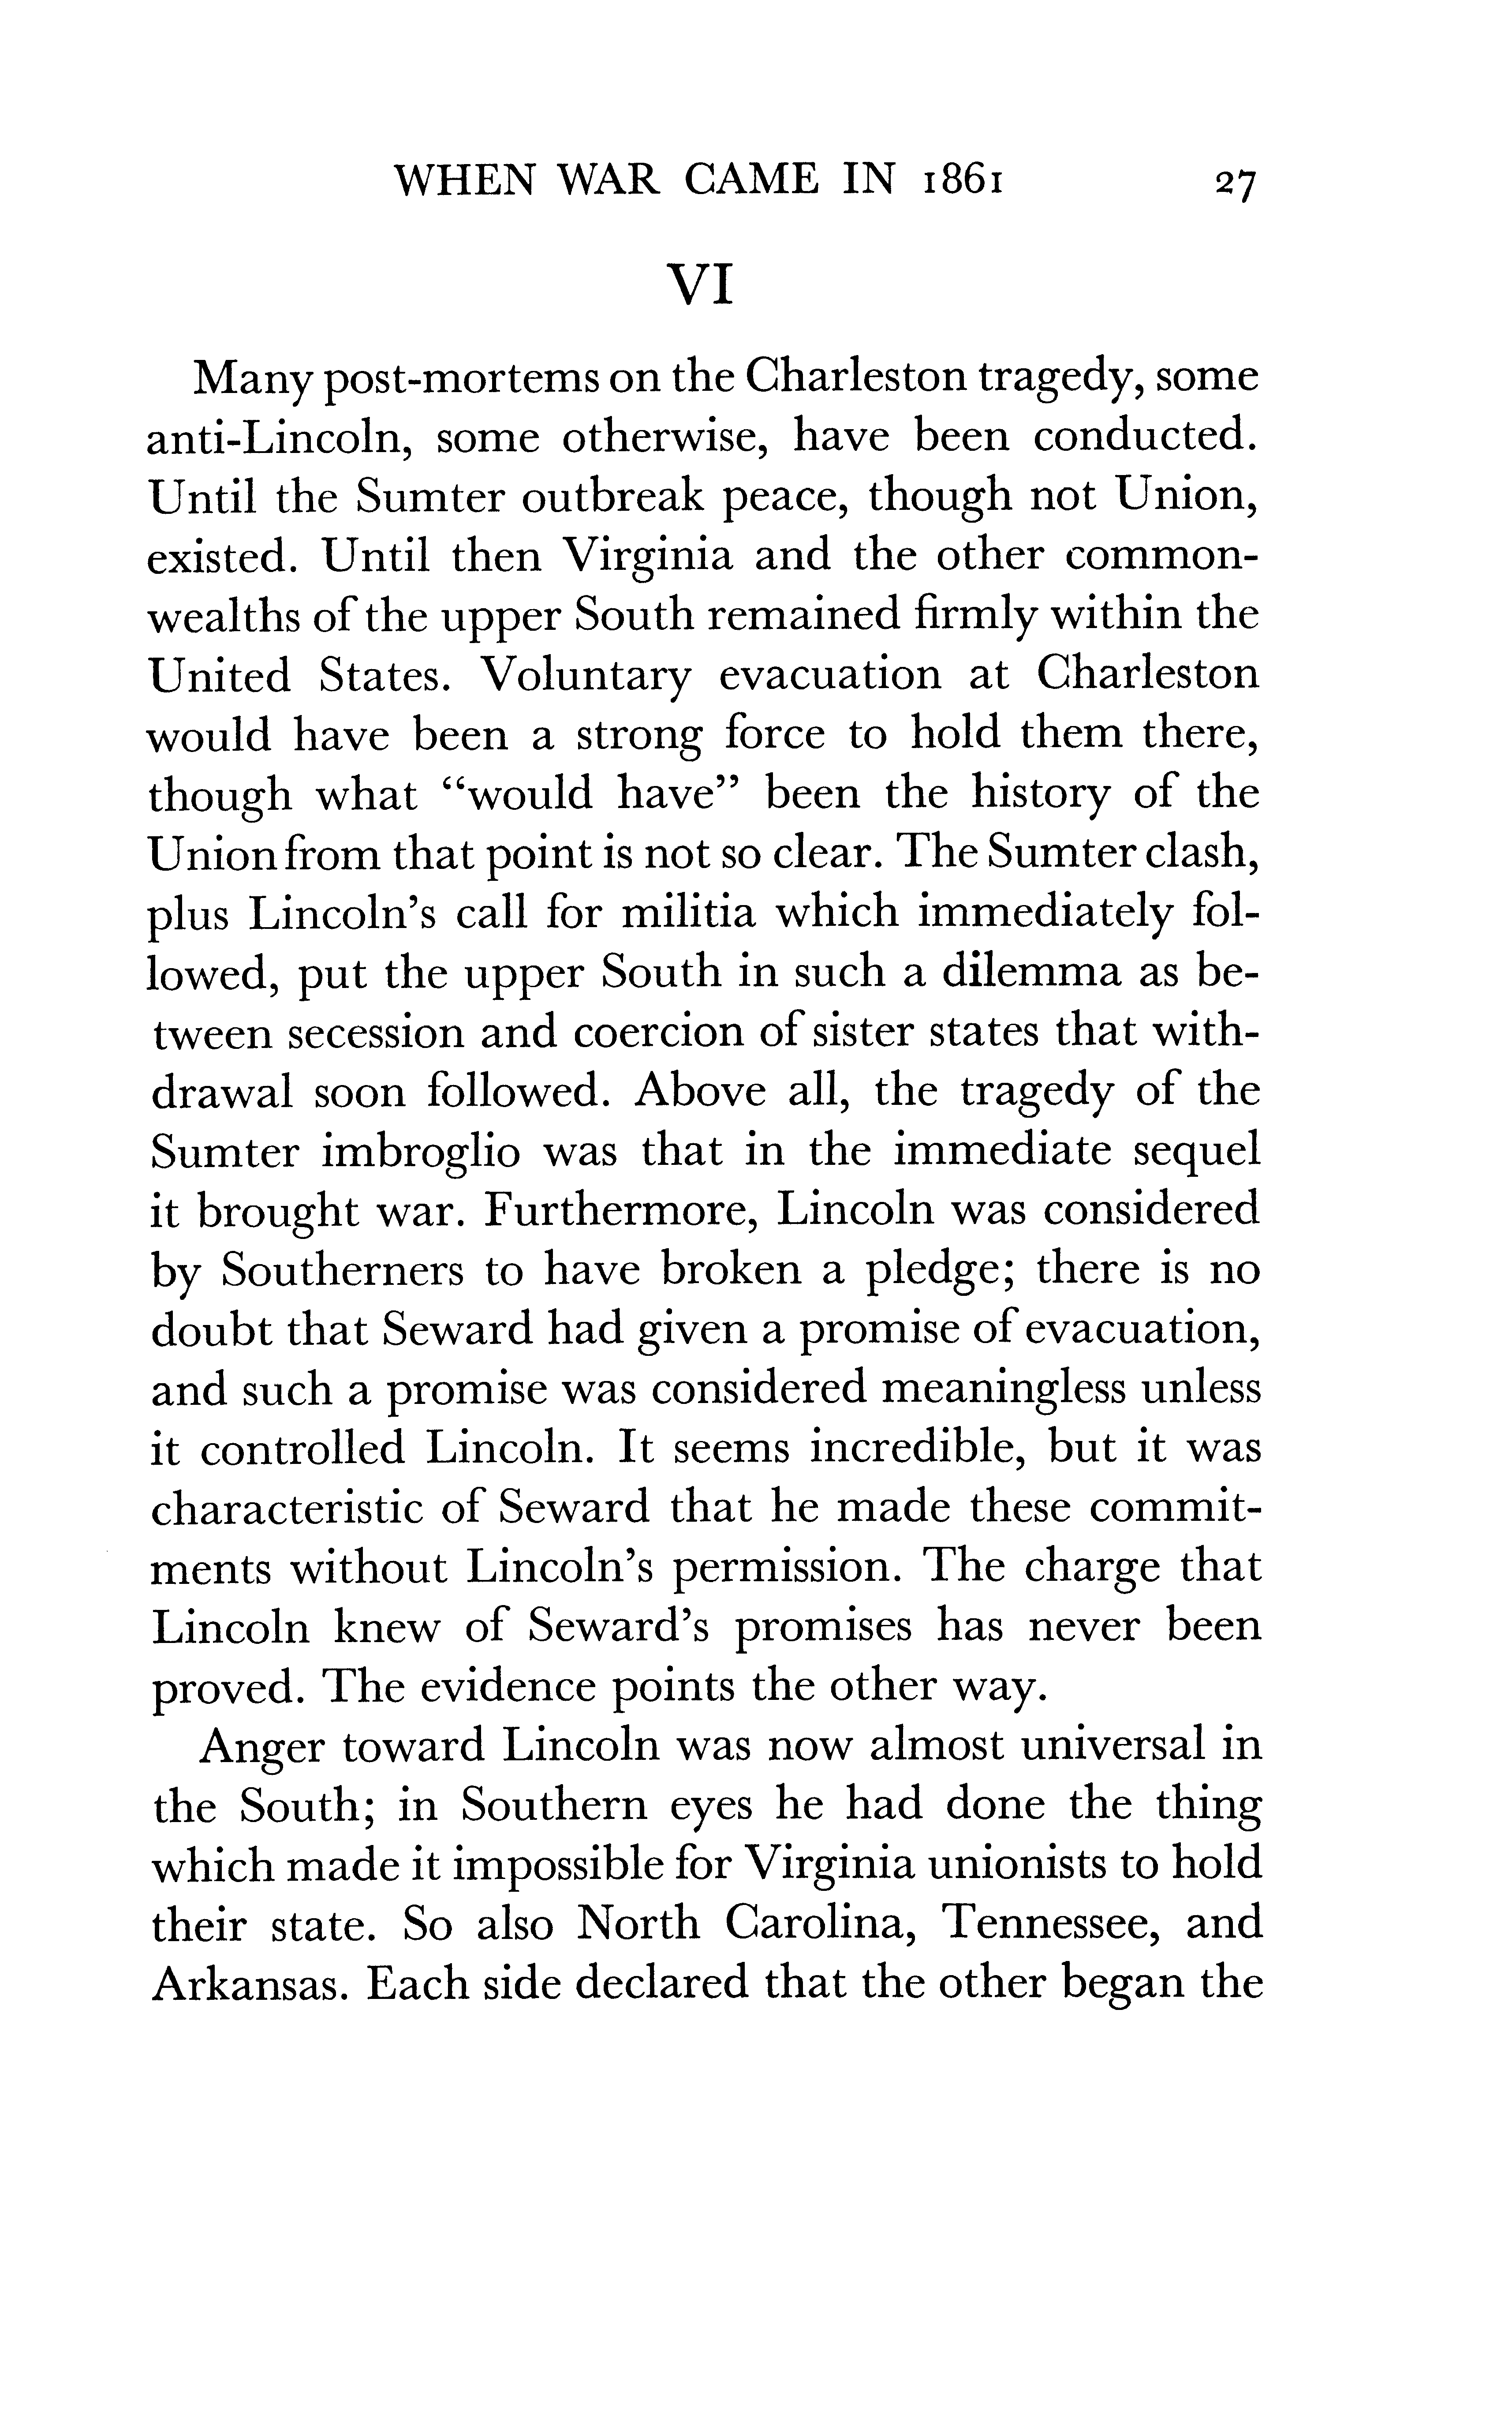 WHEN WAR CAME IN 1861 27
VI
Many post-mortems on the Charleston tragedy, some
anti-Lincoln, some otherwise, have been conducted.
Until the Sumter outbreak peace, though not Union,
existed. Until then Virginia and the other common-
wealths of the upper South remained firmly within the
United States. Voluntary evacuation at Charleston
would have been a strong force to hold them there,
though what “would have” been the history of the
Union from that point is not so clear. The Sumter clash,
plus Lincoln’s call for militia which immediately fol-
lowed, put the upper South in such a dilemma as be-
tween secession and coercion of sister states that with-
drawal soon followed. Above all, the tragedy of the
Sumter imbroglio was that in the immediate sequel
it brought war. Furthermore, Lincoln was considered
by Southerners to have broken a pledge; there is no
doubt that Seward had given a promise of evacuation,
and such a promise was considered meaningless unless
it controlled Lincoln. It seems incredible, but it was
characteristic of Seward that he made these commit-
ments without Lincoln’s permission. The charge that
Lincoln knew of Seward’s promises has never been
proved. The evidence points the other way.
Anger toward Lincoln was now almost universal in
the South; in Southern eyes he had done the thing
which made it impossible for Virginia unionists to hold
their state. So also North Carolina, Tennessee, and
Arkansas. Each side declared that the other began the